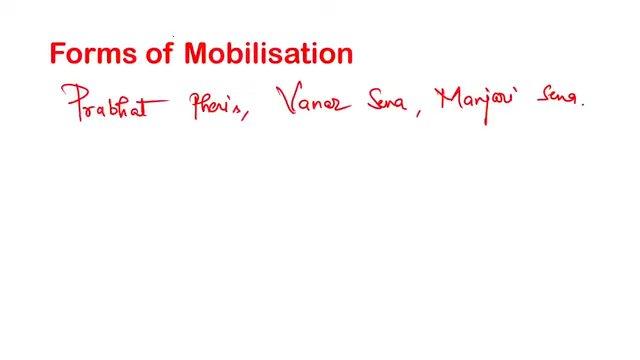 Forms of Mobilisation
Prabhat Pheris, Vanar Sena, Manjari Sena.